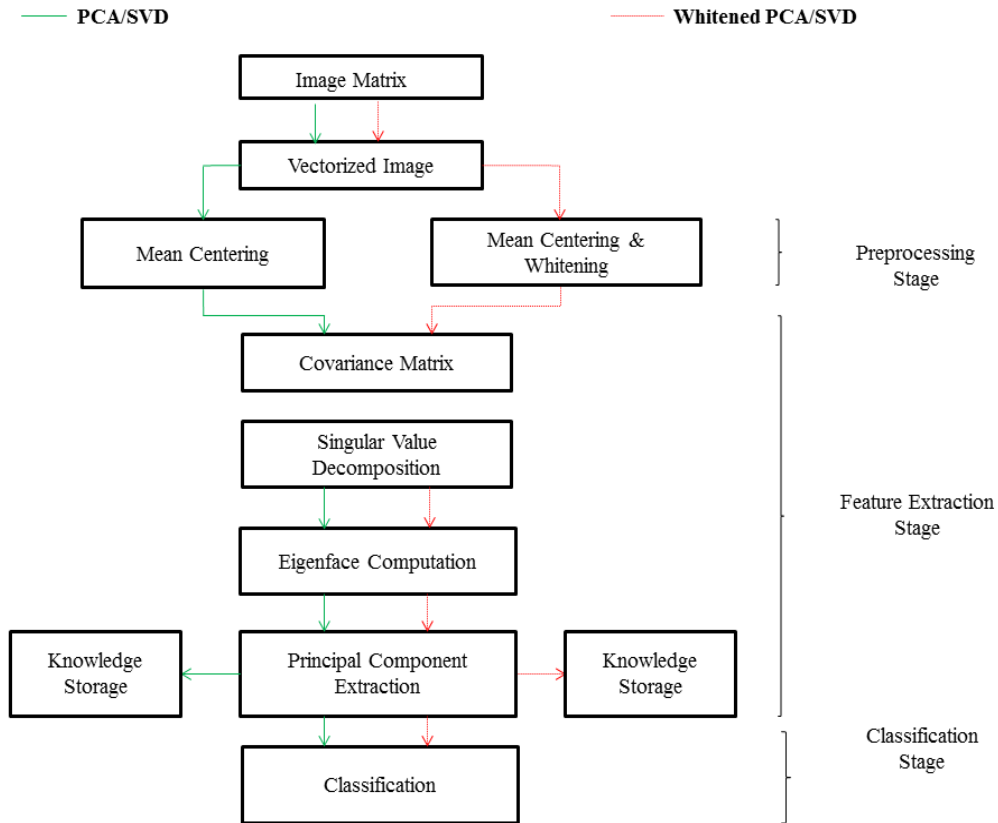 PCA/SVD
Whitened PCA/SVD
Image Matrix
Vectorized Image
Mean Centering
Mean Centering &
Whitening
Preprocessing
Stage
Covariance Matrix
Singular Value
Decomposition
Feature Extraction
Stage
Eigenface Computation
Knowledge
Storage
Principal Component
Extraction
Knowledge
Storage
Classification
Stage
Classification